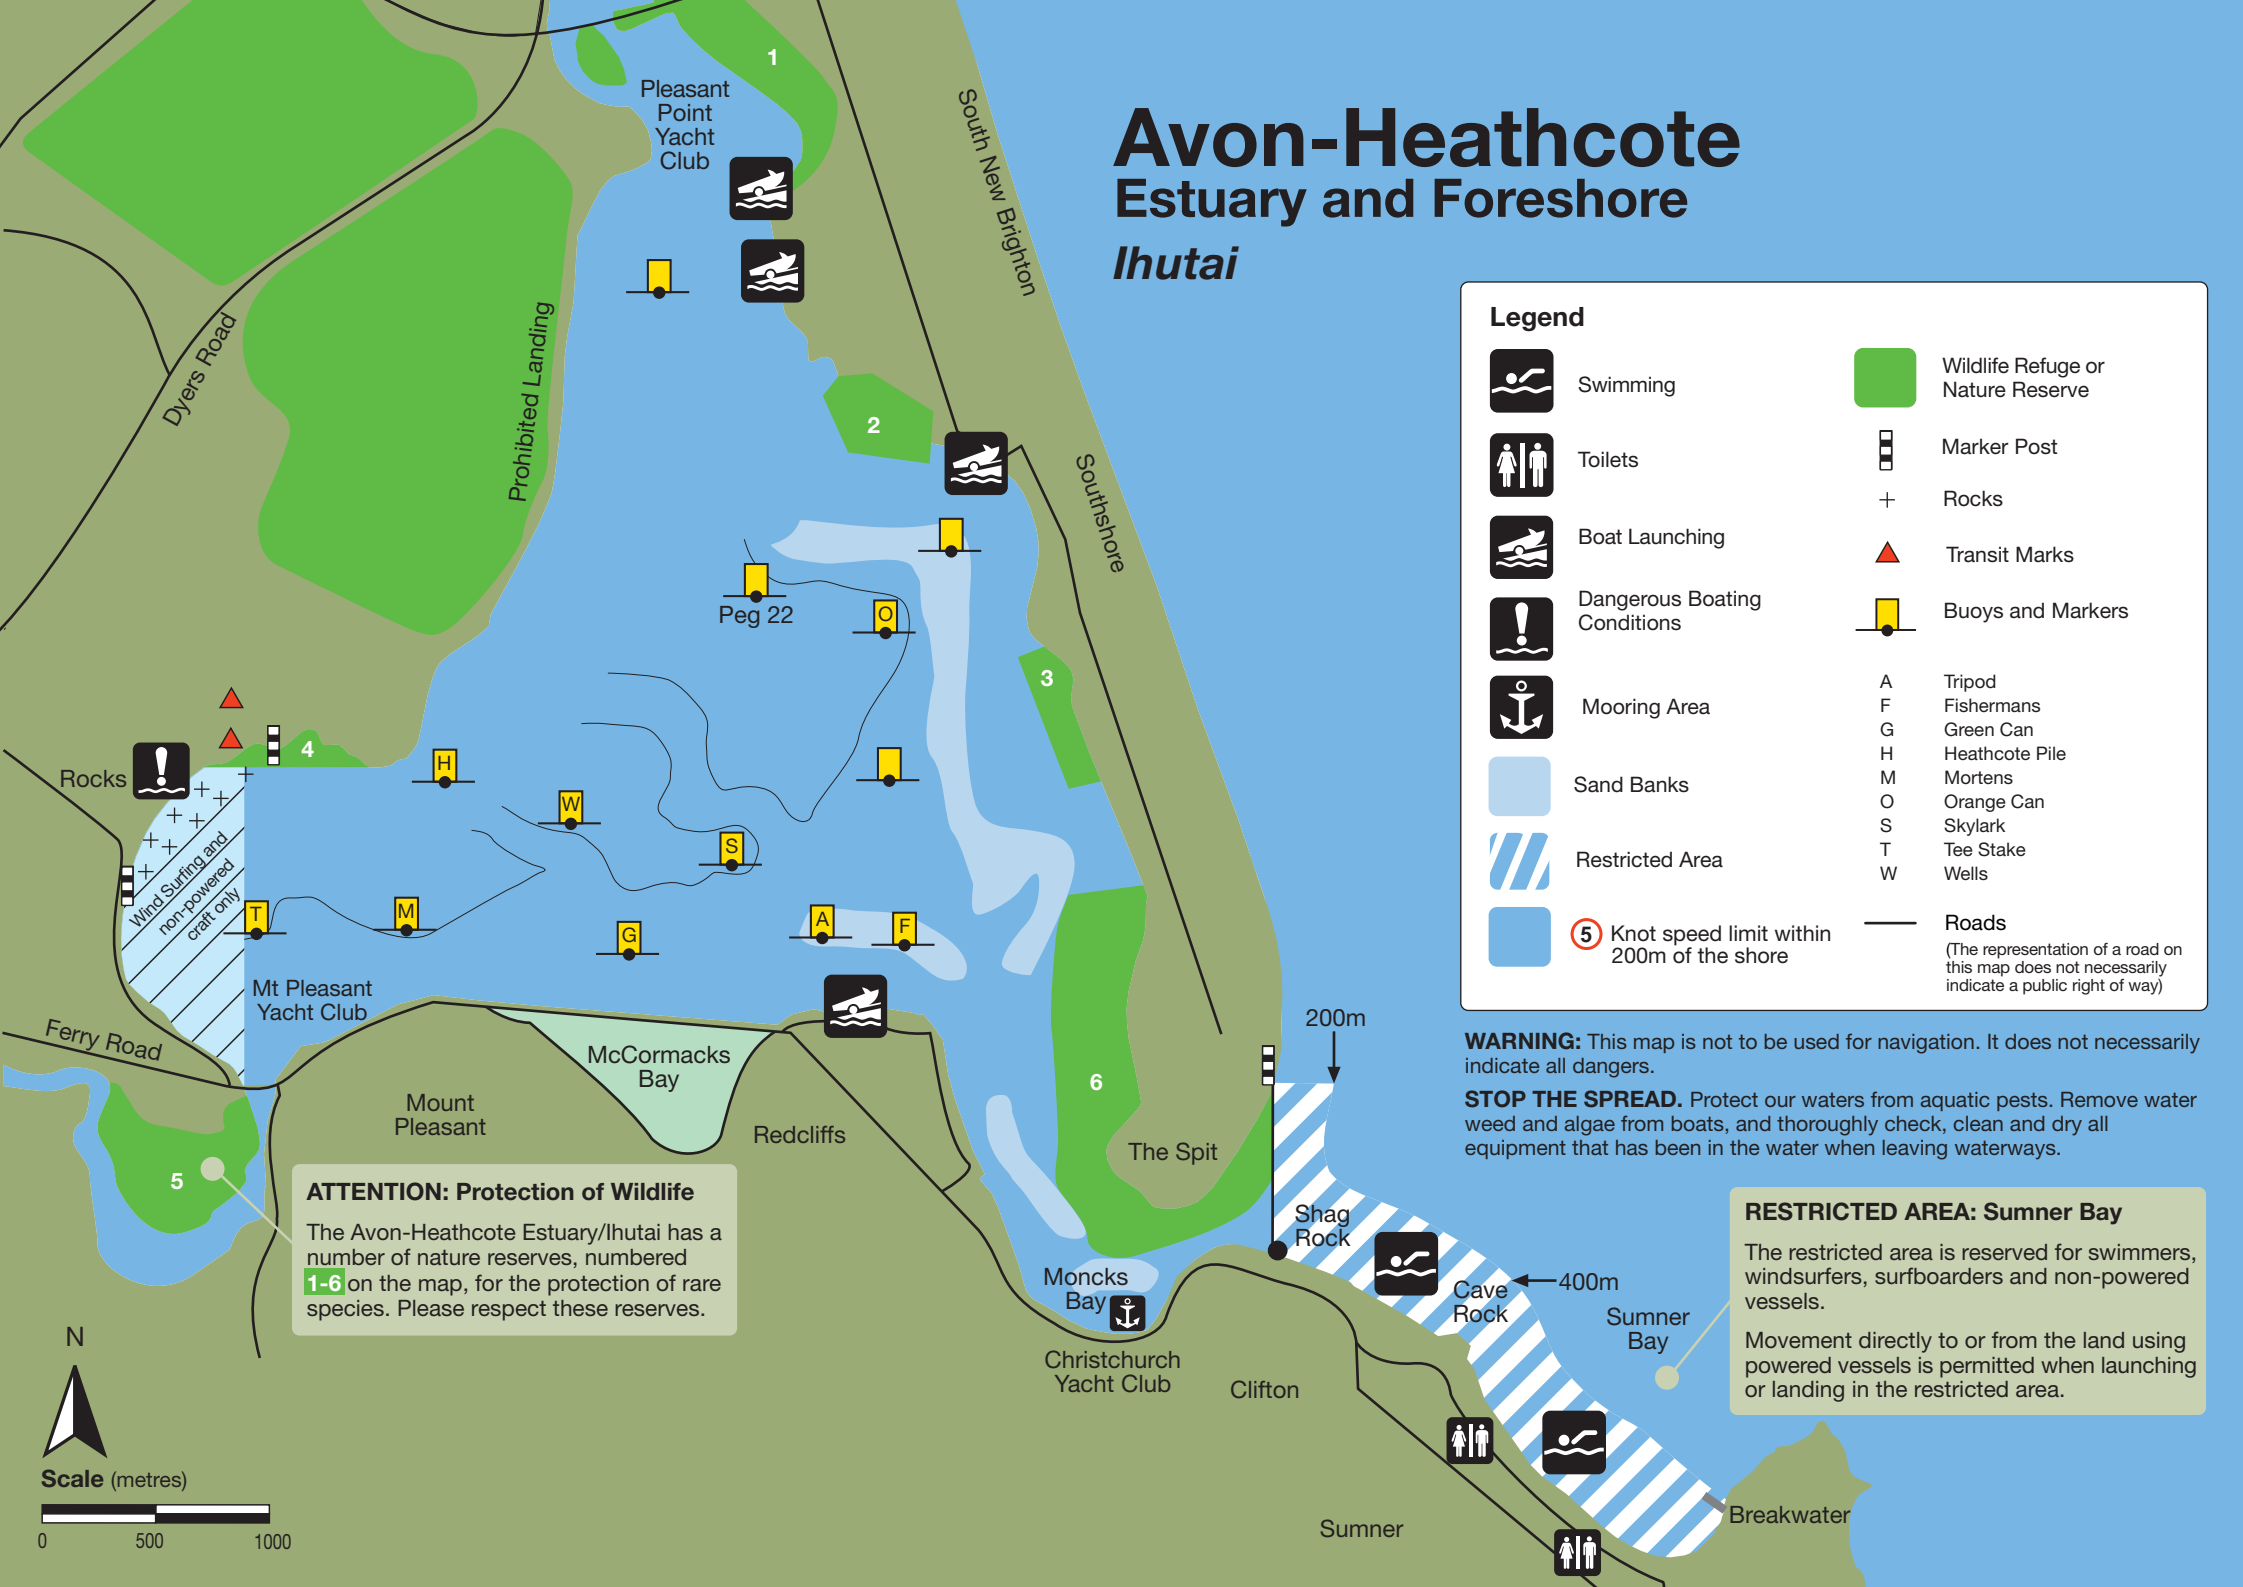 Avon-Heathcote
Estuary and Foreshore
Ihutai
1
Pleasant
Point
Yacht
Club
South New Brighton
Dyers Road
Prohibited Landing
2
Southshore
Peg 22
O
3
4
Rocks
H
W
S
Wind Surfing and
non-powered
craft only
T
M
G
A
F
Mt Pleasant
Yacht Club
Ferry Road
McCormacks
Bay
Mount
Pleasant
Redcliffs
6
The Spit
200m
5
Shag
Rock
Cave
Rock
400m
Sumner
Bay
Moncks
Bay
Christchurch
Yacht Club
Clifton
Sumner
Breakwater
ATTENTION: Protection of Wildlife
The Avon-Heathcote Estuary/Ihutai has a
number of nature reserves, numbered
1-6 on the map, for the protection of rare
species. Please respect these reserves.
N
Scale (metres)
0 500 1000
Legend
Swimming
Toilets
Boat Launching
Dangerous Boating
Conditions
Mooring Area
Sand Banks
Restricted Area
5 Knot speed limit within
200m of the shore
Wildlife Refuge or
Nature Reserve
Marker Post
Rocks
Transit Marks
Buoys and Markers
A Tripod
F Fishermans
G Green Can
H Heathcote Pile
M Mortens
O Orange Can
S Skylark
T Tee Stake
W Wells
Roads
(The representation of a road on
this map does not necessarily
indicate a public right of way)
WARNING: This map is not to be used for navigation. It does not necessarily
indicate all dangers.
STOP THE SPREAD. Protect our waters from aquatic pests. Remove water
weed and algae from boats, and thoroughly check, clean and dry all
equipment that has been in the water when leaving waterways.
RESTRICTED AREA: Sumner Bay
The restricted area is reserved for swimmers,
windsurfers, surfboarders and non-powered
vessels.
Movement directly to or from the land using
powered vessels is permitted when launching
or landing in the restricted area.